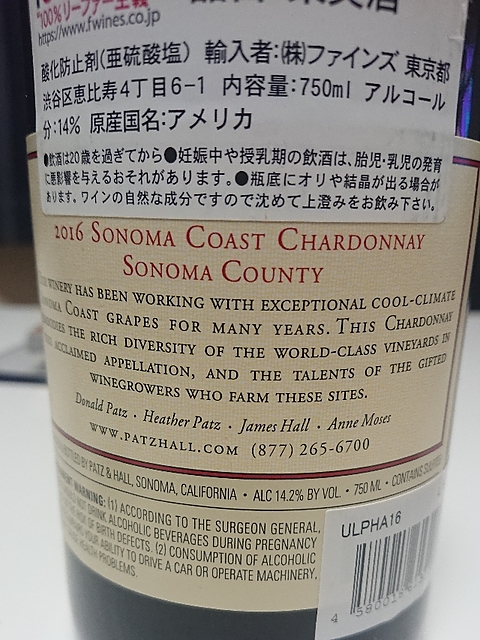 "100%リーファー主義"
https://www.fwines.co.jp
酸化防止剤(亜硫酸塩) 輸入者:㈱ファインズ 東京都
渋谷区恵比寿4丁目6-1 内容量:750ml アルコール
分:14% 原産国名:アメリカ
●飲酒は20歳を過ぎてから●妊娠中や授乳期の飲酒は、胎児・乳児の発育
に悪影響を与えるおそれがあります。●瓶底にオリや結晶が出る場合が
あります。ワインの自然な成分ですので沈めて上澄みをお飲み下さい。
2016 SONOMA COAST CHARDONNAY
SONOMA COUNTY
WINERY HAS BEEN WORKING WITH EXCEPTIONAL COOL-CLIMATE
COAST GRAPES FOR MANY YEARS. THIS CHARDONNAY
THE RICH DIVERSITY OF THE WORLD-CLASS VINEYARDS IN
ACCLAIMED APPELLATION, AND THE TALENTS OF THE GIFTED
WINEGROWERS WHO FARM THESE SITES.
Donald Patz · Heather Patz · James Hall · Anne Moses
WWW.PATZHALL.COM (877) 265-6700
BY PATZ & HALL, SONOMA, CALIFORNIA • ALC 14.2% BY VOL. • 750 ML • CONTAINS
WARNING: (1) ACCORDING TO THE SURGEON GENERAL,
NOT DRINK ALCOHOLIC BEVERAGES DURING PREGNANCY
OF BIRTH DEFECTS. (2) CONSUMPTION OF ALCOHOLIC
YOUR ABILITY TO DRIVE A CAR OR OPERATE MACHINERY,
PROBLEMS.
ULPHA16